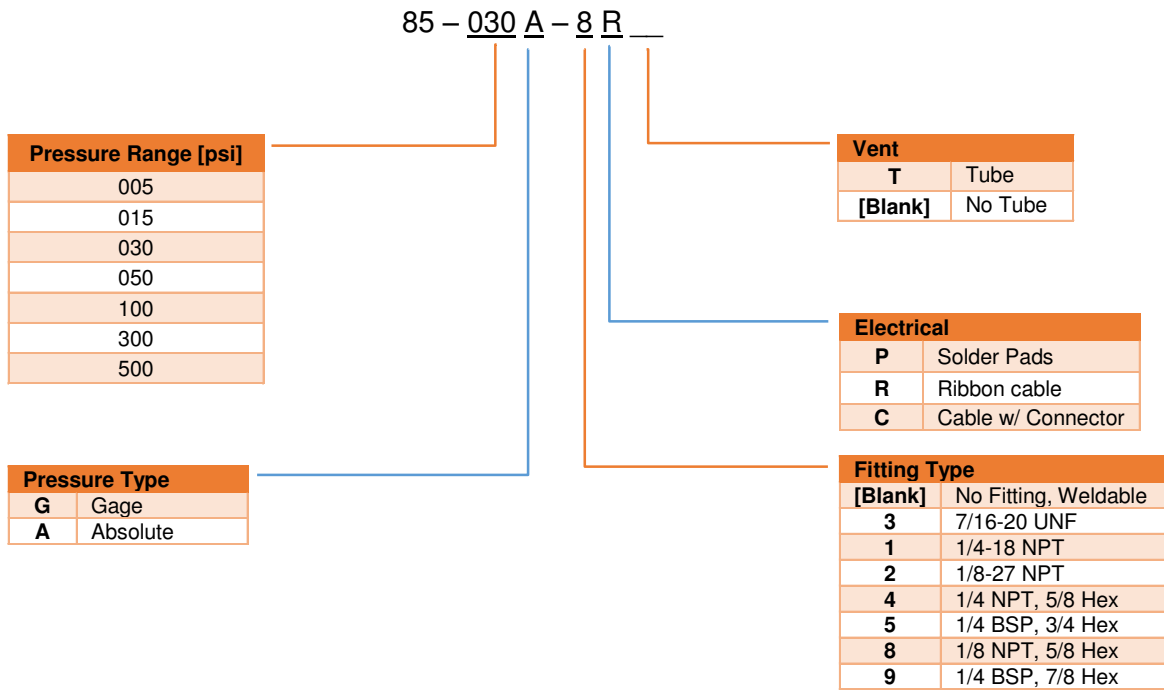 85 – 030 A – 8 R __
Pressure Range [psi]
005
015
030
050
100
300
500
Pressure Type
G Gage
A Absolute
Vent
T Tube
[Blank] No Tube
Electrical
P Solder Pads
R Ribbon cable
C Cable w/ Connector
Fitting Type
[Blank] No Fitting, Weldable
3 7/16-20 UNF
1 1/4-18 NPT
2 1/8-27 NPT
4 1/4 NPT, 5/8 Hex
5 1/4 BSP, 3/4 Hex
8 1/8 NPT, 5/8 Hex
9 1/4 BSP, 7/8 Hex